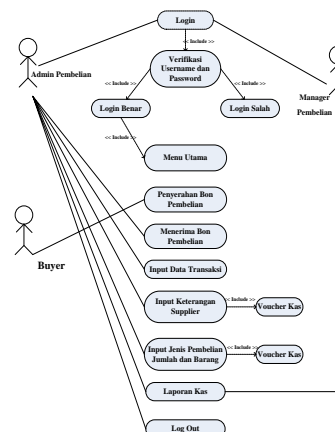 Login
<< Include >>
Admin Pembelian
Verifikasi
Username dan
Password
Manager
Pembelian
<< Include >>
<< Include >>
Login Benar
Login Salah
<< Include >>
Menu Utama
Penyerahan Bon
Pembelian
Buyer
Menerima Bon
Pembelian
Input Data Transaksi
Input Keterangan
Supplier
<< Include >>
Voucher Kas
Input Jenis Pembelian
Jumlah dan Barang
<< Include >>
Voucher Kas
Laporan Kas
Log Out